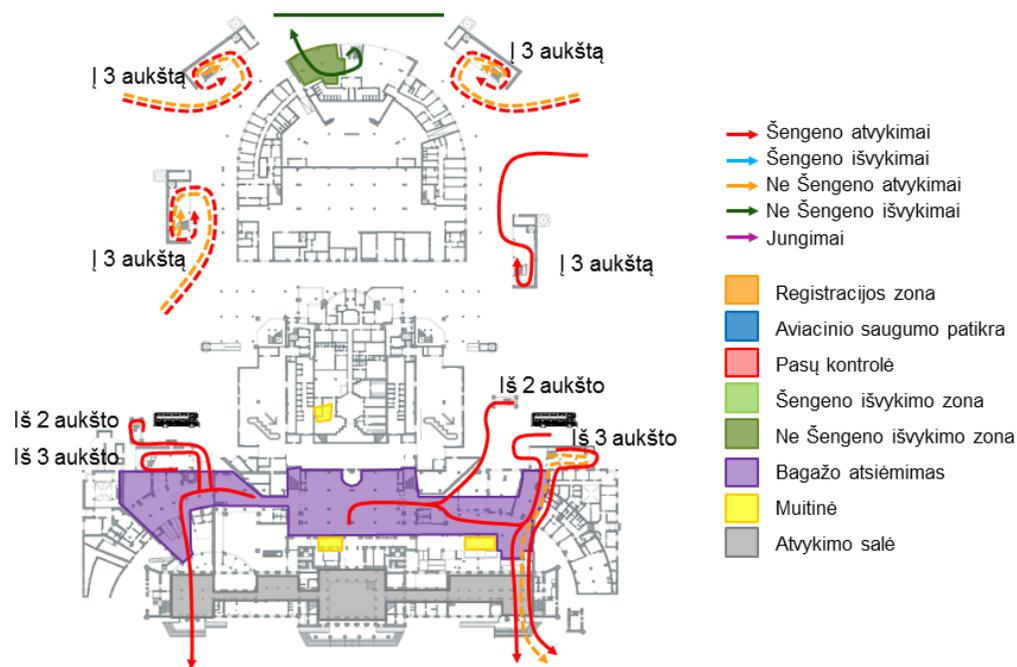 Į 3 aukštą
Į 3 aukštą
Į 3 aukštą
Į 3 aukštą
Iš 2 aukšto
Iš 2 aukšto
Iš 3 aukšto
Iš 3 aukšto
Šengeno atvykimai
Šengeno išvykimai
Ne Šengeno atvykimai
Ne Šengeno išvykimai
Jungimai
Registracijos zona
Aviacinio saugumo patikra
Pasų kontrolė
Šengeno išvykimo zona
Ne Šengeno išvykimo zona
Bagažo atsiėmimas
Muitinė
Atvykimo salė